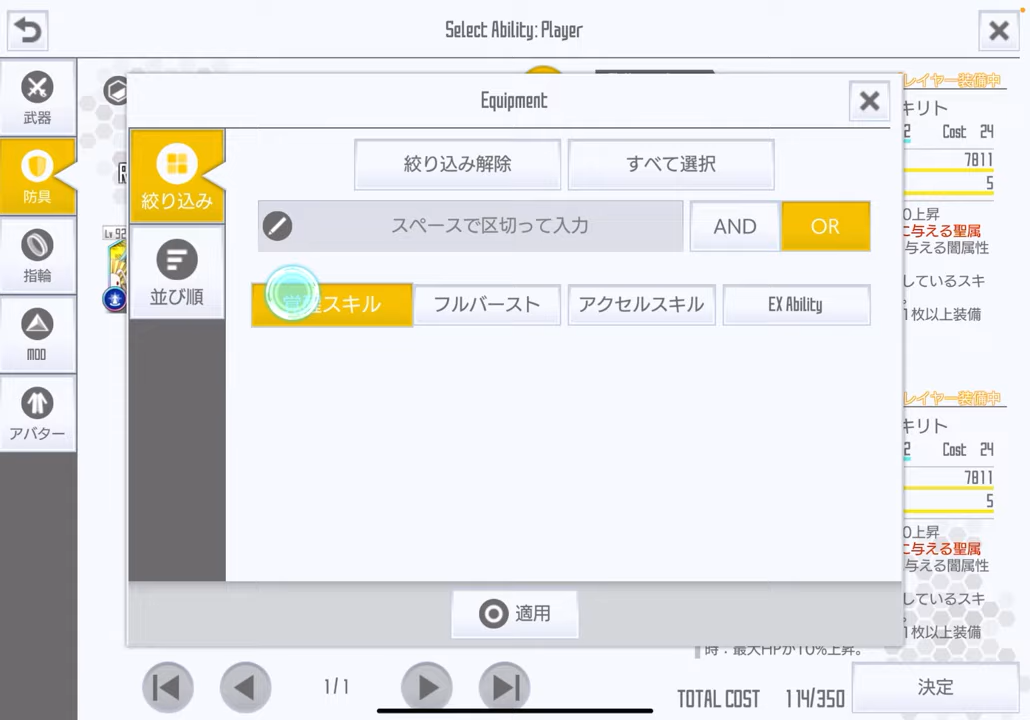 Select Ability: Player
武器
防具
指輪
MOD
アバター
Equipment
絞り込み
並び順
絞り込み解除
すべて選択
スペースで区切って入力
AND
OR
スキル
フルバースト
アクセルスキル
EX Ability
適用
Lv.92
レイヤー装備中
キリト
2 Cost 24
7811
5
0上昇
に与える聖属
与える闇属性
しているスキ
1枚以上装備
レイヤー装備中
キリト
2 Cost 24
7811
5
0上昇
に与える聖属
与える闇属性
しているスキ
1枚以上装備
時：最大HPが10%上昇。
1/1
TOTAL COST 114/350
決定